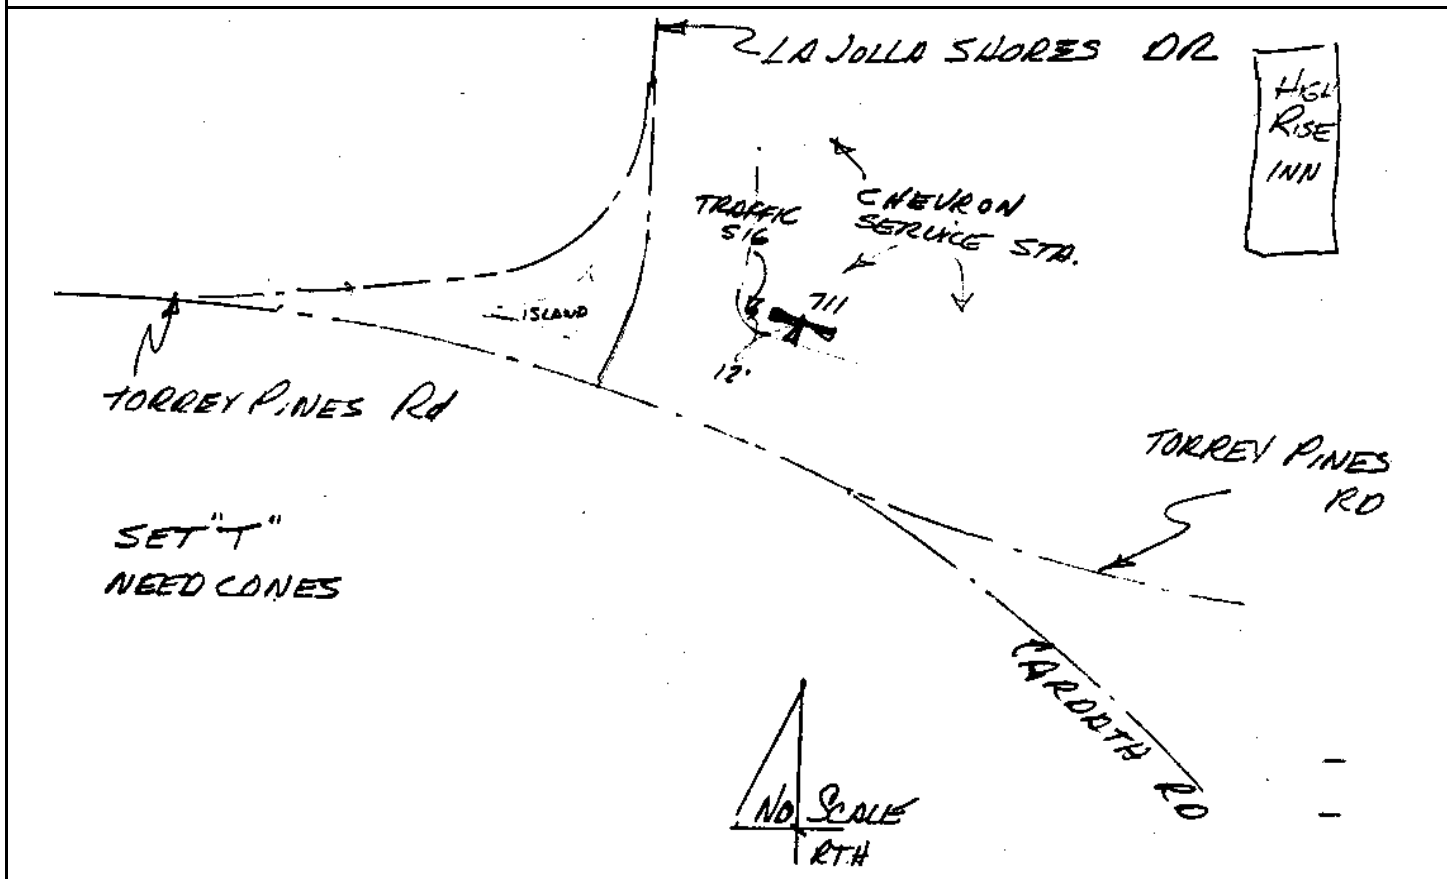 LA JOLLA SHORES DR
HIGH
RISE
INN
CHEVRON
SERVICE STA.
TRAFFIC
SIG
711
ISLAND
12'
TORREY PINES Rd
TORREY PINES
RD
SET "T"
NEED CONES
CARDATH RD
NO SCALE
RTH